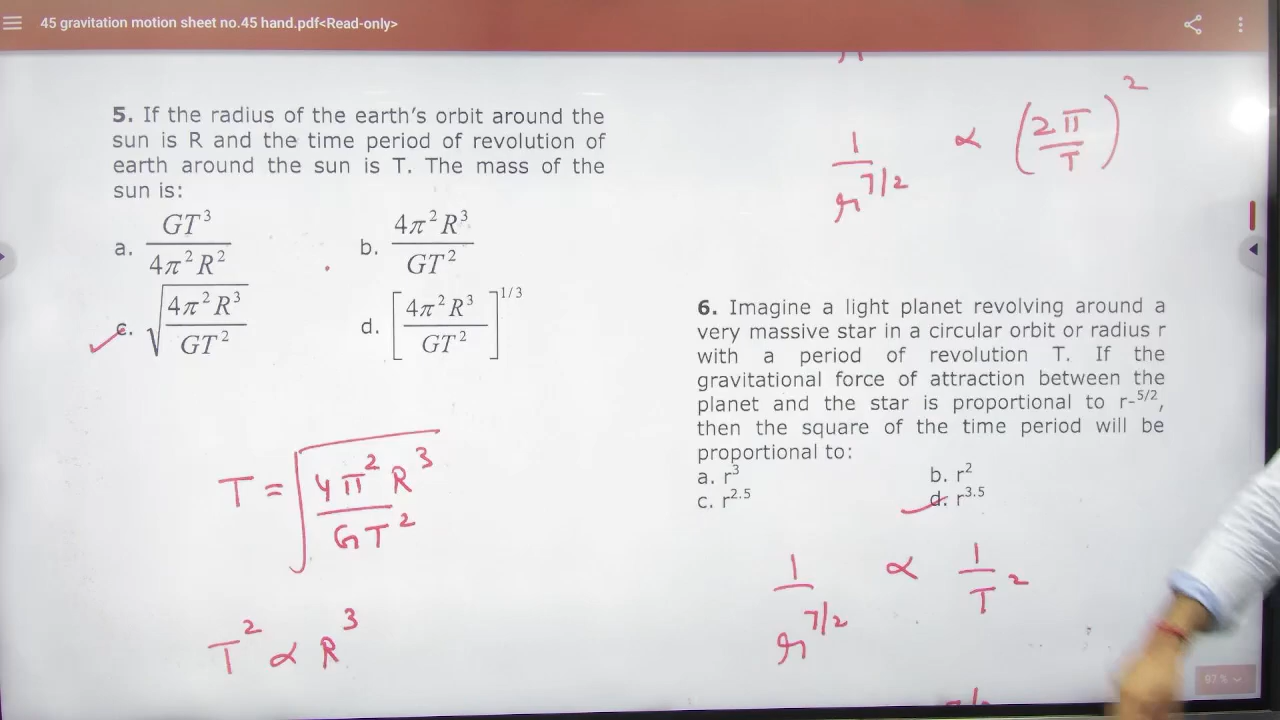 45 gravitation motion sheet no.45 hand.pdf<Read-only>
5. If the radius of the earth's orbit around the
sun is R and the time period of revolution of
earth around the sun is T. The mass of the
sun is:
a. GT³ / 4π²R²
b. 4π²R³ / GT²
c. √(4π²R³ / GT²)
d. [4π²R³ / GT²]^1/3
T = √(4π²R³ / GT²)
T² ∝ R³
1 / r^7/2 ∝ (2π / T)²
6. Imagine a light planet revolving around a
very massive star in a circular orbit or radius r
with a period of revolution T. If the
gravitational force of attraction between the
planet and the star is proportional to r-^5/2,
then the square of the time period will be
proportional to:
a. r³ b. r²
c. r^2.5 d. r^3.5
1 / r^7/2 ∝ 1 / T²
97 %